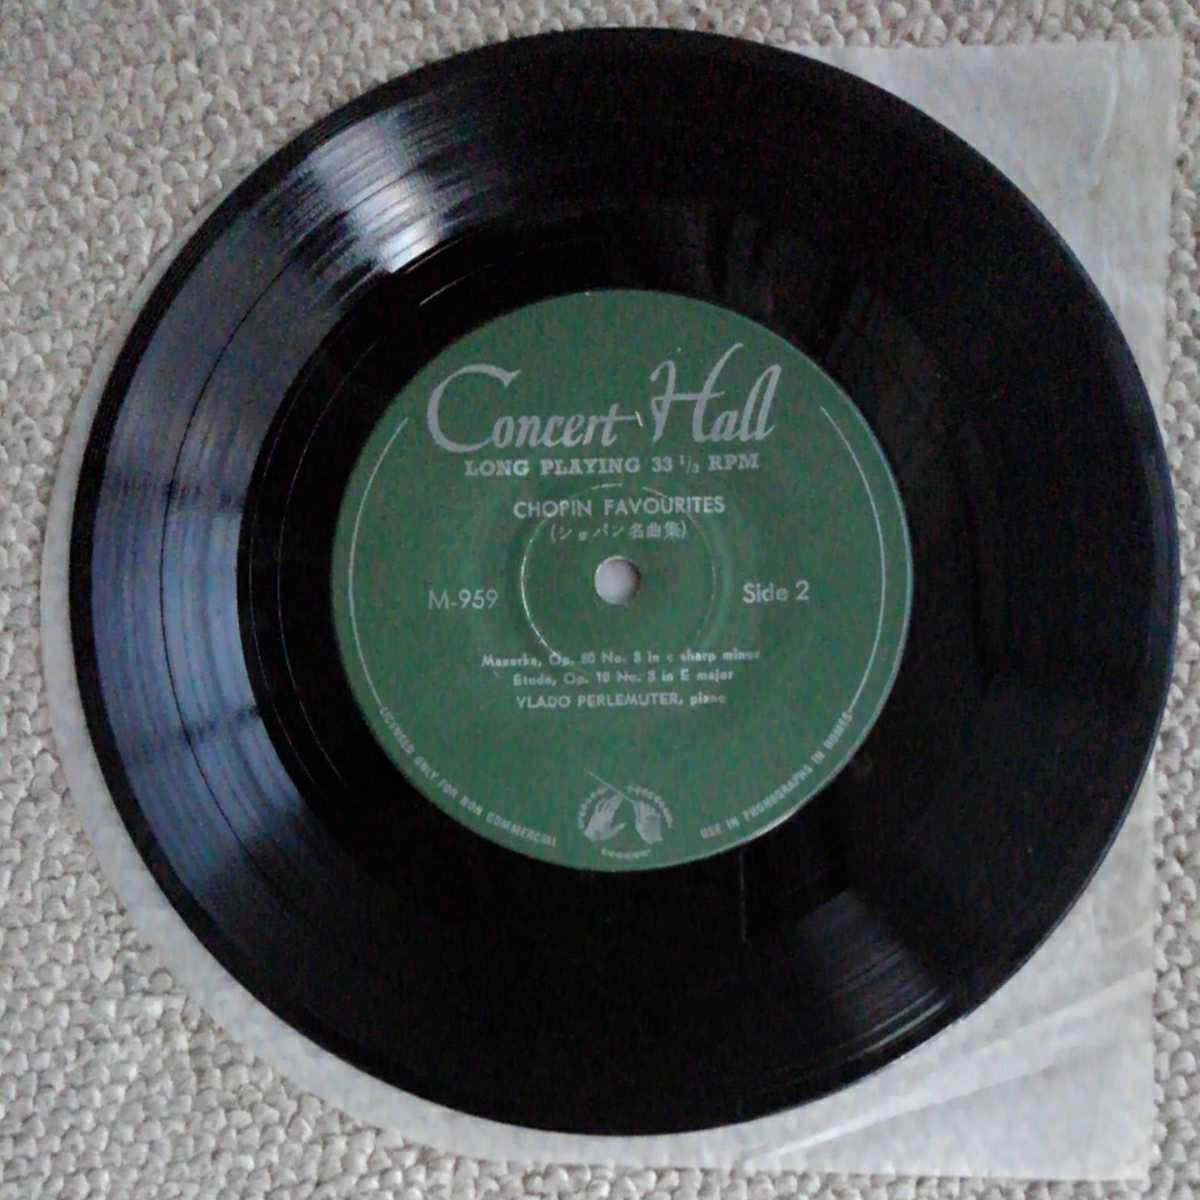 Concert Hall
LONG PLAYING 33 1/3 RPM
CHOPIN FAVOURITES
(ショパン名曲集)
M-959
Side 2
Mazurka, Op. 50 No. 3 in c sharp minor
Etude, Op. 10 No. 3 in E major
VLADO PERLEMUTER, piano
LICENSED ONLY FOR NON COMMERCIAL
USE IN PHONOGRAPHS IN HOMES